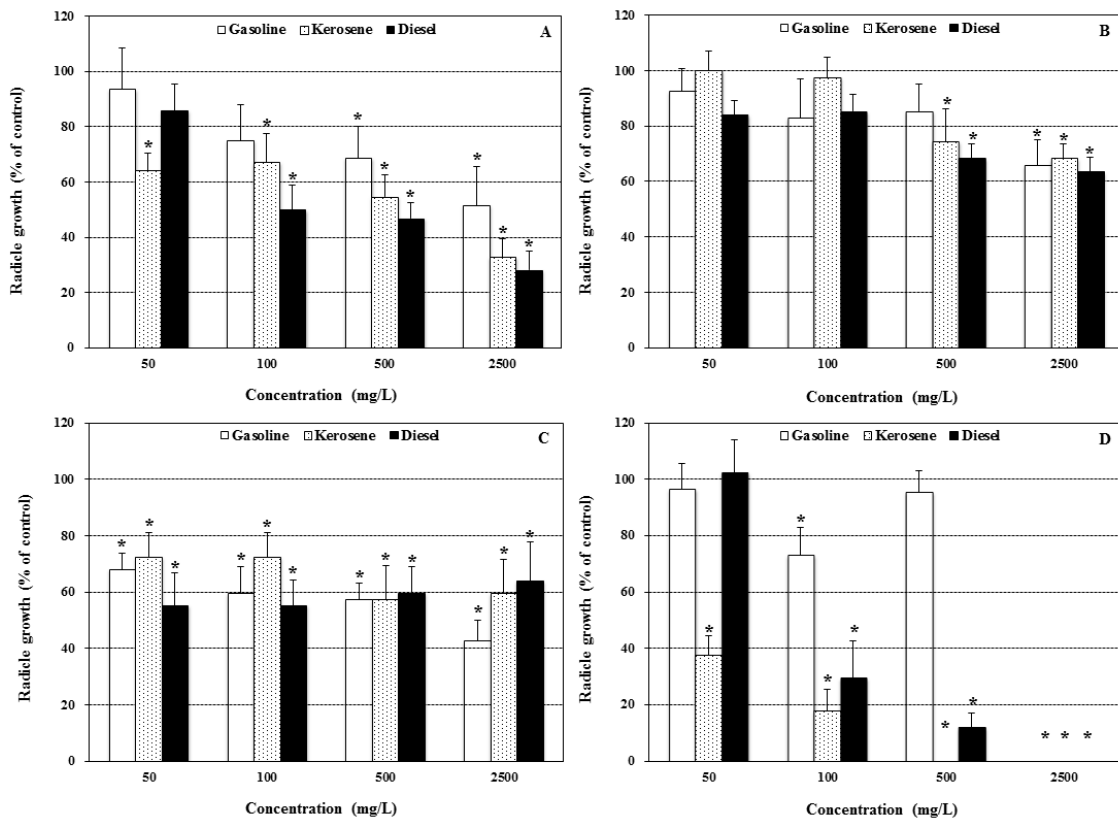 Gasoline Kerosene Diesel A
120
100
80
60
40
20
0
Radicle growth (% of control)
* * * * * * * * *
50 100 500 2500
Concentration (mg/L)
Gasoline Kerosene Diesel B
120
100
80
60
40
20
0
Radicle growth (% of control)
* * * * *
50 100 500 2500
Concentration (mg/L)
Gasoline Kerosene Diesel C
120
100
80
60
40
20
0
Radicle growth (% of control)
* * * * * * * * * * * *
50 100 500 2500
Concentration (mg/L)
Gasoline Kerosene Diesel D
120
100
80
60
40
20
0
Radicle growth (% of control)
* * * * * * * * *
50 100 500 2500
Concentration (mg/L)